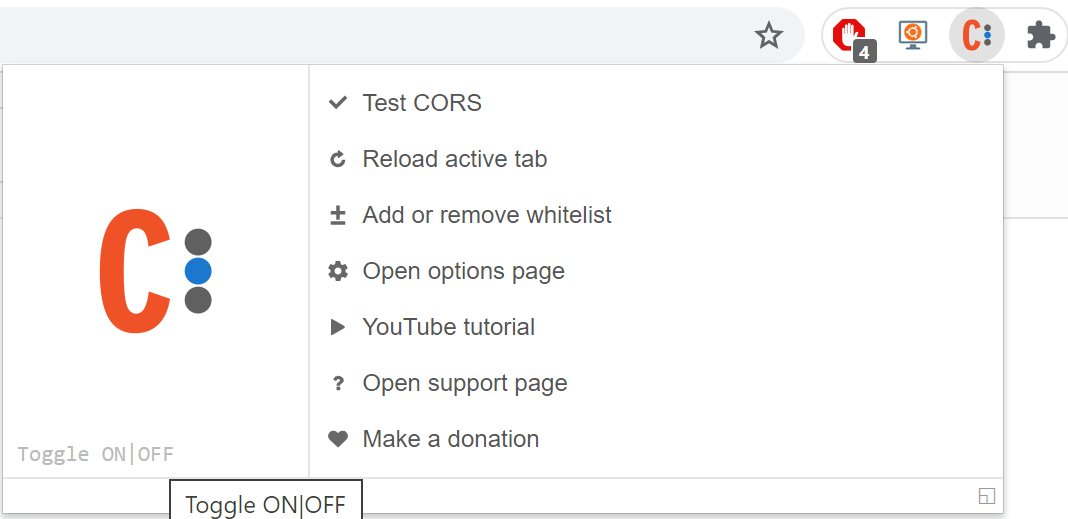 4
Test CORS
Reload active tab
Add or remove whitelist
Open options page
YouTube tutorial
Open support page
Make a donation
Toggle ON|OFF
Toggle ON|OFF